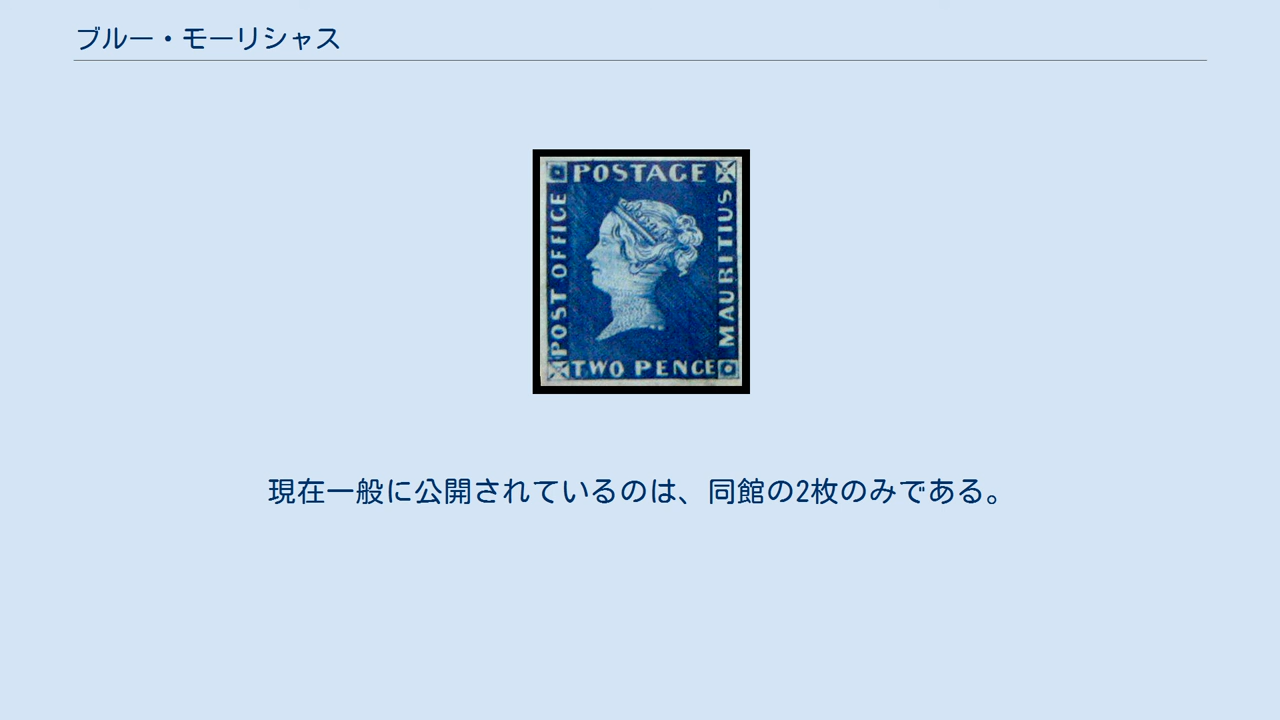 ブルー・モーリシャス
POSTAGE
POST OFFICE
MAURITIUS
TWO PENCE
現在一般に公開されているのは、同館の2枚のみである。